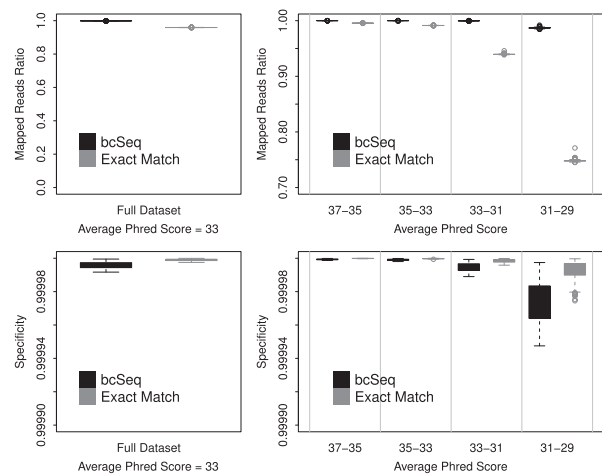 Mapped Reads Ratio
1.0
0.8
0.6
0.4
0.2
0.0
bcSeq
Exact Match
Full Dataset
Average Phred Score = 33
Mapped Reads Ratio
1.00
0.90
0.80
0.70
bcSeq
Exact Match
37−35
35−33
33−31
31−29
Average Phred Score
Specificity
0.99998
0.99994
0.99990
bcSeq
Exact Match
Full Dataset
Average Phred Score = 33
Specificity
0.99998
0.99994
0.99990
bcSeq
Exact Match
37−35
35−33
33−31
31−29
Average Phred Score